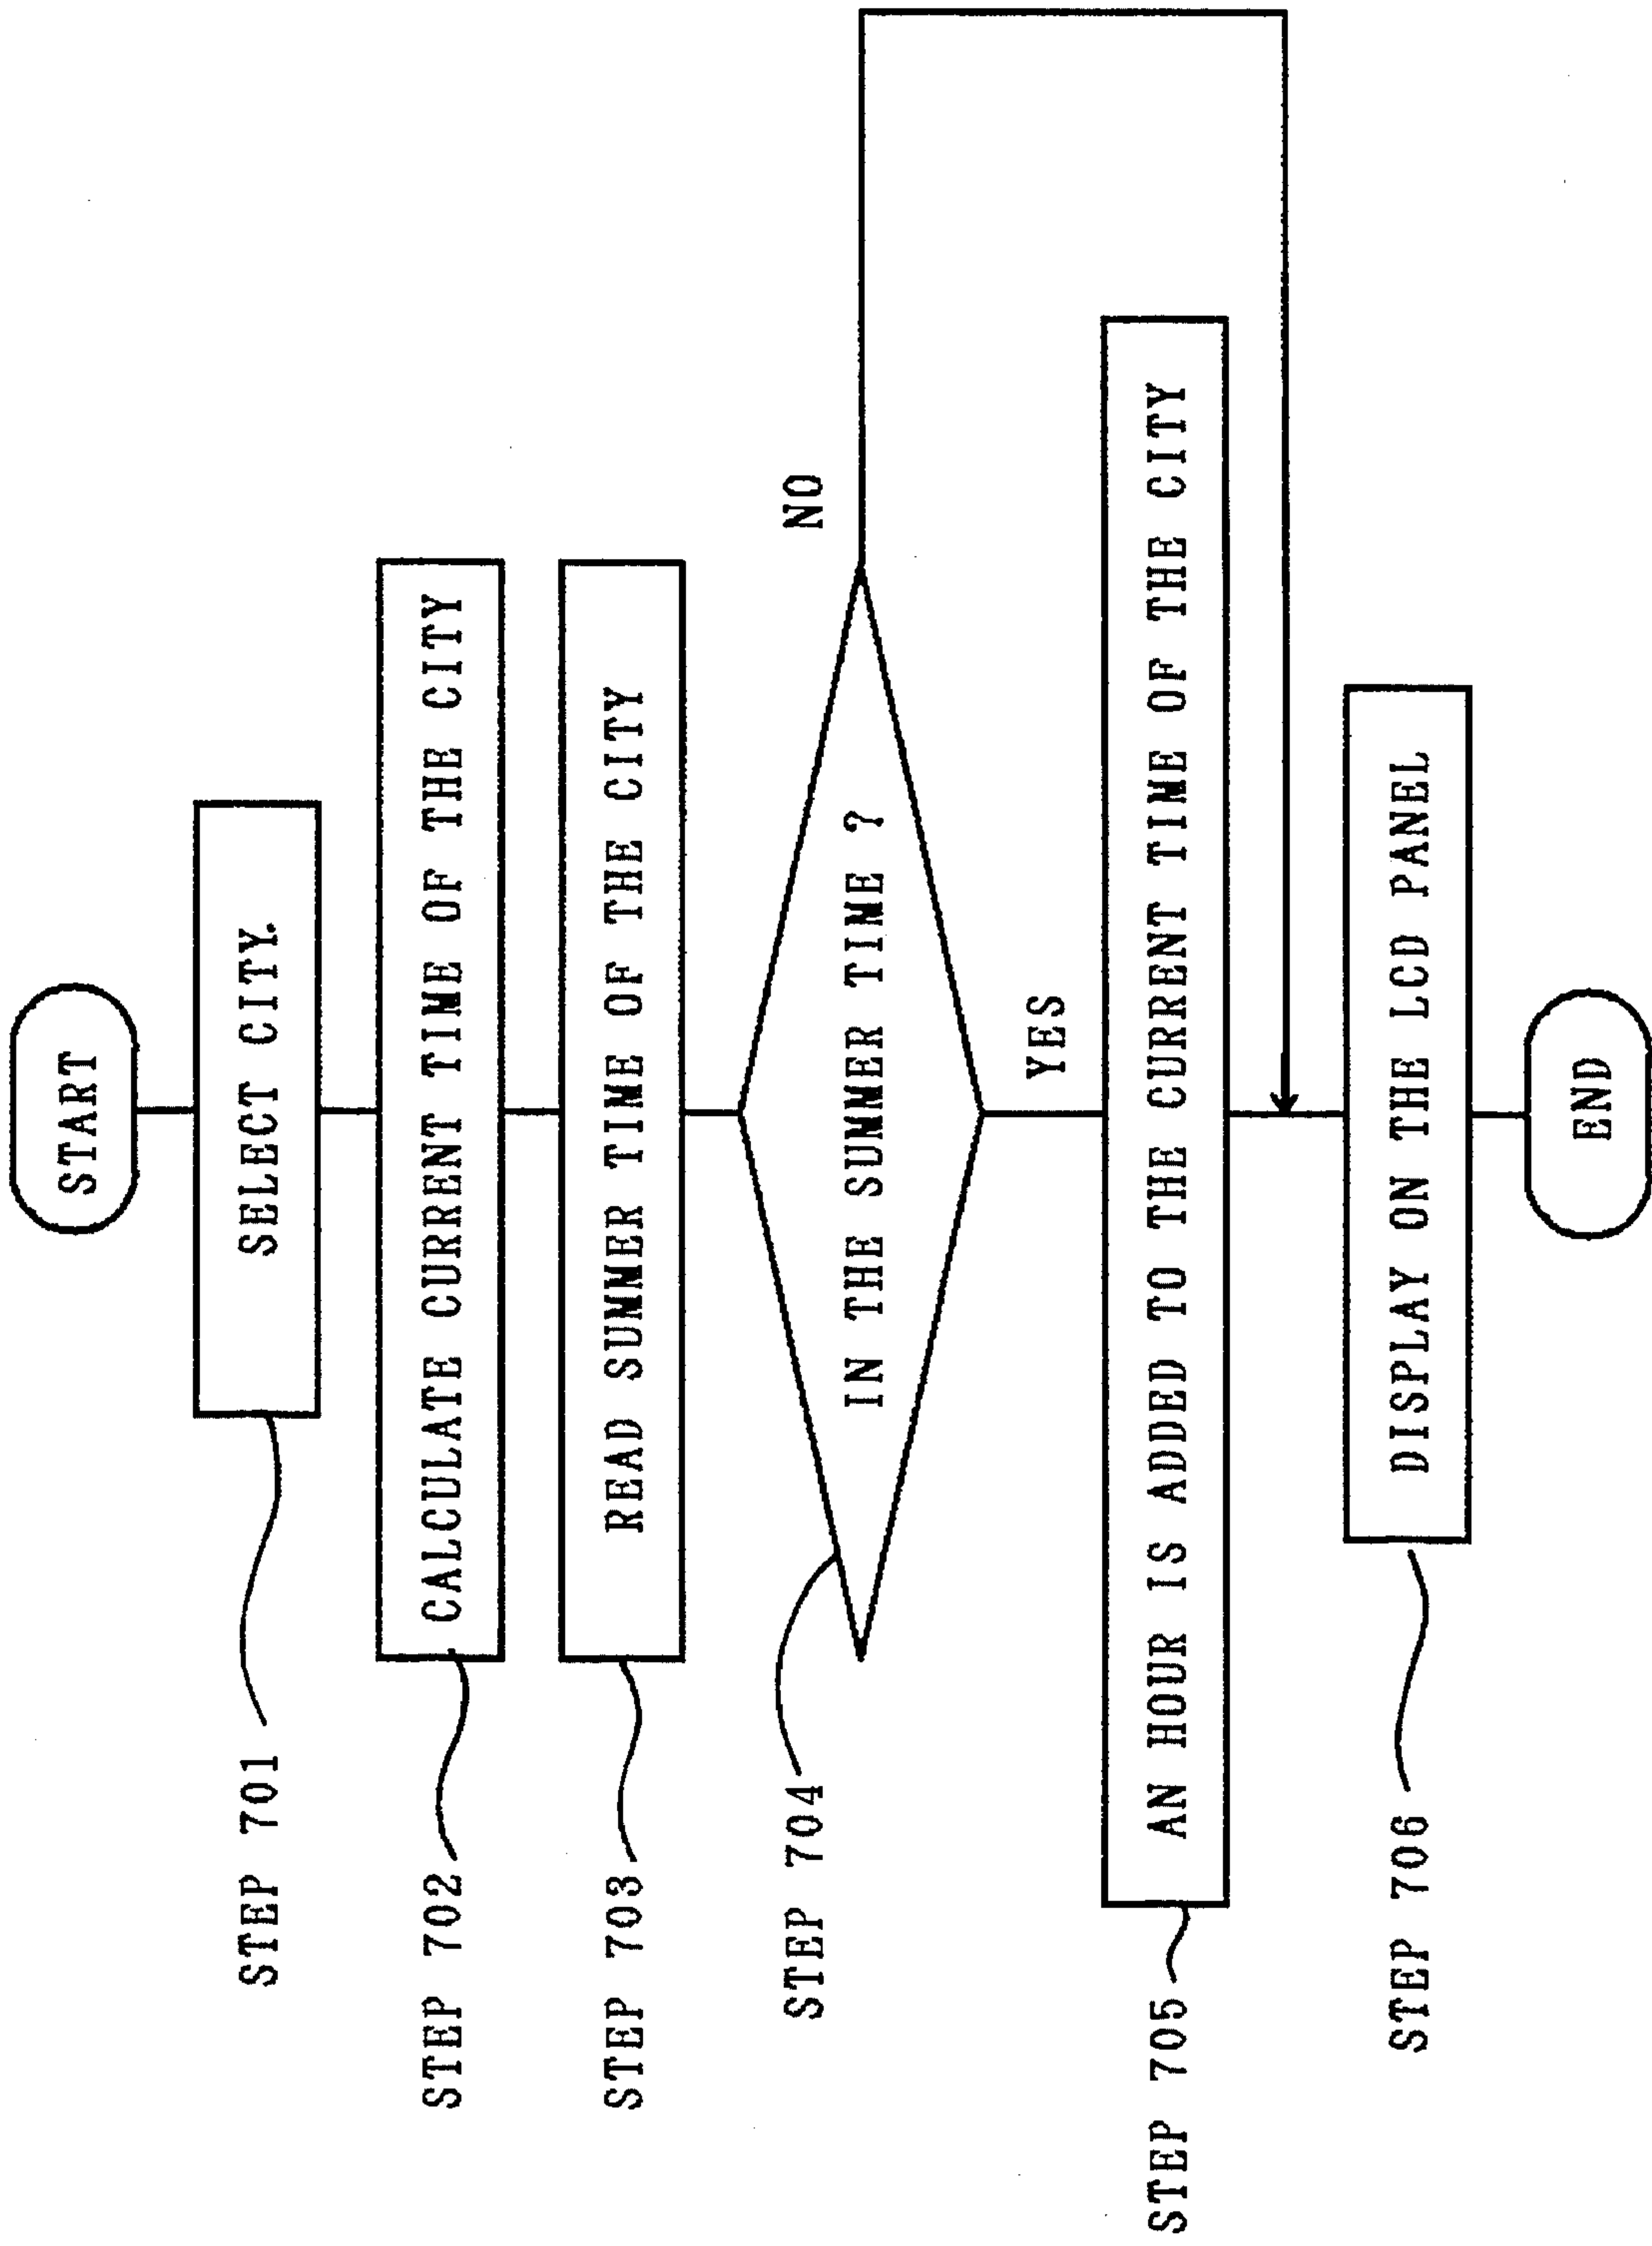 START
SELECT CITY.
STEP 701
CALCULATE CURRENT TIME OF THE CITY
STEP 702
READ SUMMER TIME OF THE CITY
STEP 703
IN THE SUMMER TIME ?
STEP 704
NO
YES
AN HOUR IS ADDED TO THE CURRENT TIME OF THE CITY
STEP 705
DISPLAY ON THE LCD PANEL
STEP 706
END